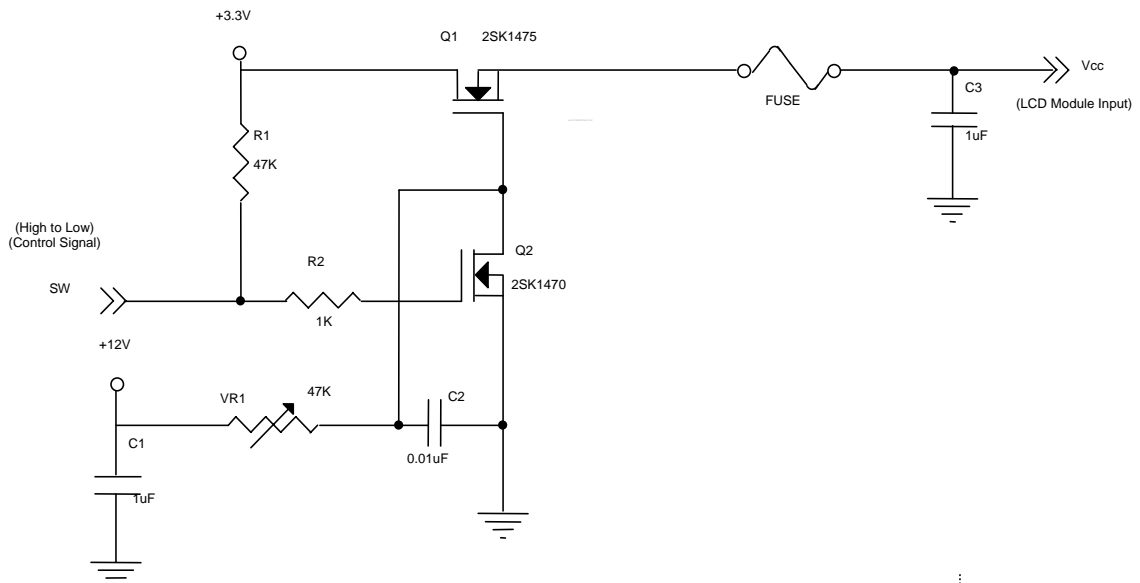 +3.3V
Q1 2SK1475
Vcc
FUSE
C3
(LCD Module Input)
1uF
R1
47K
(High to Low)
(Control Signal)
Q2
R2
2SK1470
SW
1K
+12V
VR1
47K
C2
C1
0.01uF
1uF